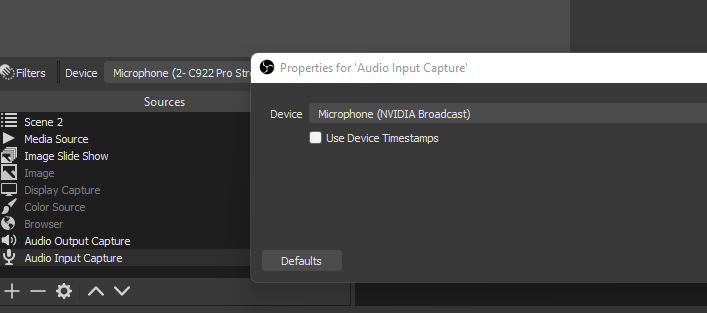 Filters
Device
Microphone (2- C922 Pro Stre
Properties for 'Audio Input Capture'
Device
Microphone (NVIDIA Broadcast)
Use Device Timestamps
Defaults
Sources
Scene 2
Media Source
Image Slide Show
Image
Display Capture
Color Source
Browser
Audio Output Capture
Audio Input Capture